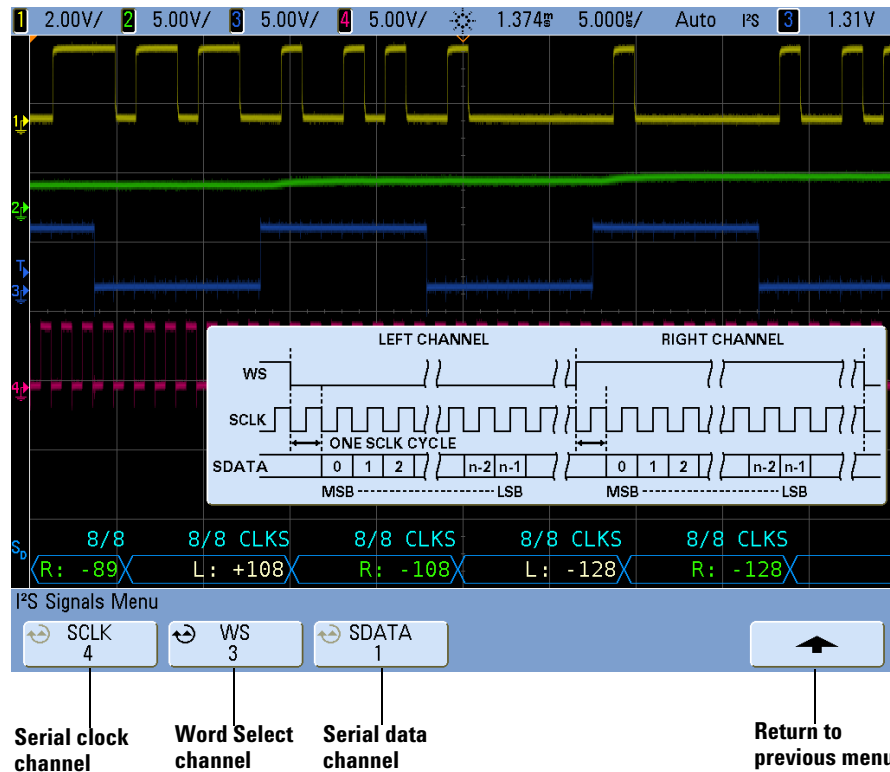 1 2.00V/ 2 5.00V/ 3 5.00V/ 4 5.00V/ 1.374m̸s 5.000µs/ Auto I²S 3 1.31V
1
2
T
3
4
LEFT CHANNEL RIGHT CHANNEL
WS
SCLK
ONE SCLK CYCLE
SDATA 0 1 2 n-2 n-1 0 1 2 n-2 n-1
MSB LSB MSB LSB
8/8 8/8 CLKS 8/8 CLKS 8/8 CLKS 8/8 CLKS
SD R: -89 L: +108 R: -108 L: -128 R: -128
I²S Signals Menu
SCLK
4
WS
3
SDATA
1
Serial clock
channel
Word Select
channel
Serial data
channel
Return to
previous menu